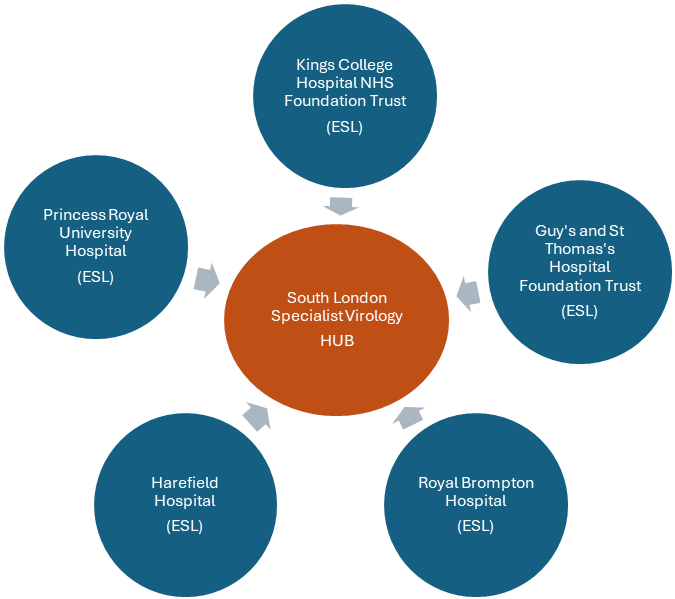 Kings College
Hospital NHS
Foundation Trust
(ESL)
Princess Royal
University
Hospital
(ESL)
Guy's and St
Thomas's
Hospital
Foundation Trust
(ESL)
South London
Specialist Virology
HUB
Harefield
Hospital
(ESL)
Royal Brompton
Hospital
(ESL)